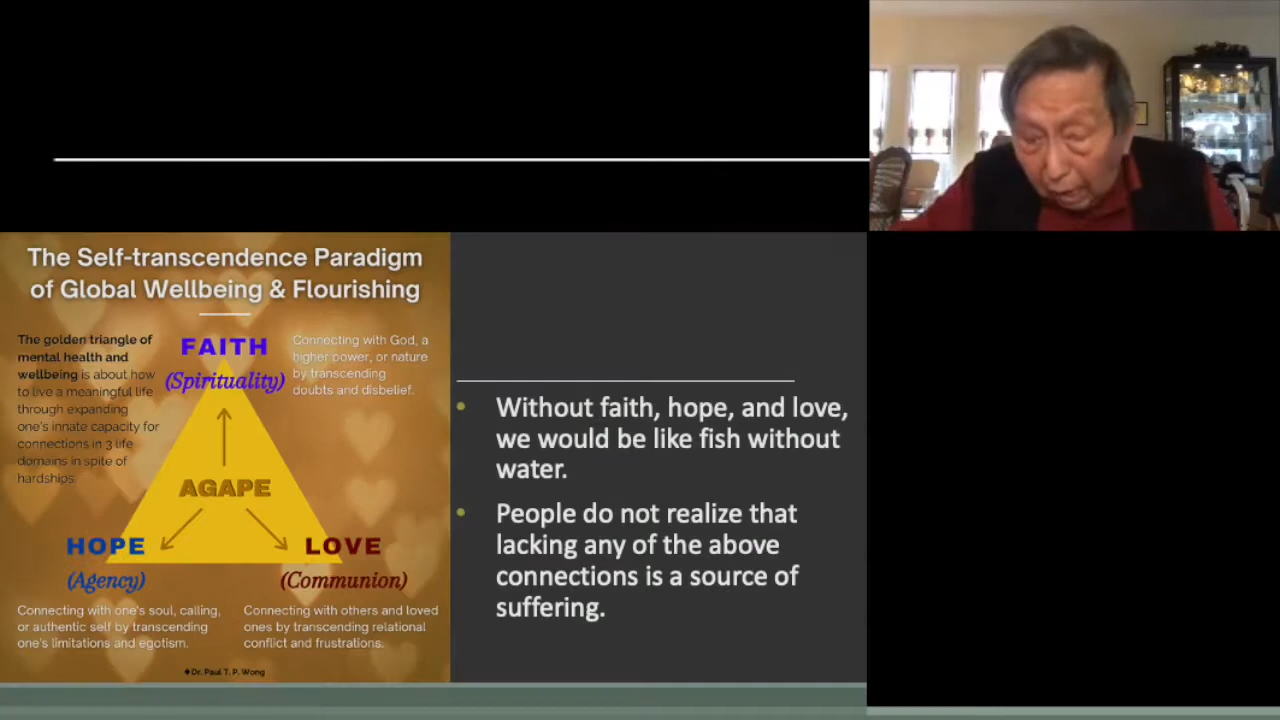 The Self-transcendence Paradigm
of Global Wellbeing & Flourishing
The golden triangle of
mental health and
wellbeing is about how
to live a meaningful life
through expanding
one's innate capacity for
connections in 3 life
domains in spite of
hardships.
FAITH
(Spirituality)
Connecting with God, a
higher power, or nature
by transcending
doubts and disbelief.
AGAPE
HOPE
(Agency)
Connecting with one's soul, calling,
or authentic self by transcending
one's limitations and egotism.
LOVE
(Communion)
Connecting with others and loved
ones by transcending relational
conflict and frustrations.
Dr. Paul T. P. Wong
• Without faith, hope, and love,
we would be like fish without
water.
• People do not realize that
lacking any of the above
connections is a source of
suffering.